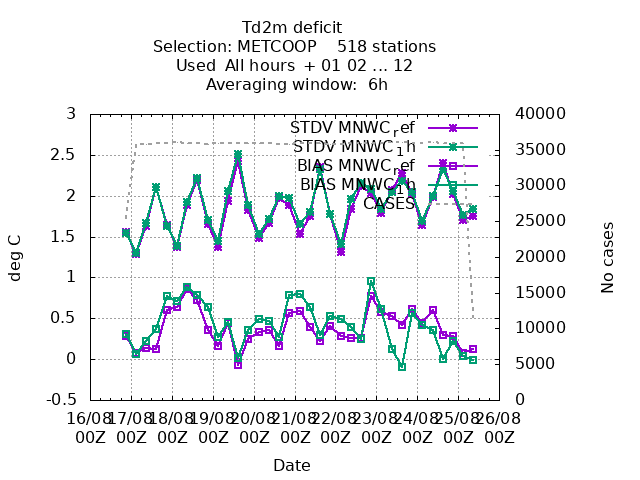 Td2m deficit
Selection: METCOOP 518 stations
Used All hours + 01 02 ... 12
Averaging window: 6h
3
2.5
2
1.5
1
0.5
0
-0.5
40000
35000
30000
25000
20000
15000
10000
5000
0
STDV MNWC_ref
STDV MNWC_1h
BIAS MNWC_ref
BIAS MNWC_1h
CASES
deg C
No cases
16/08 17/08 18/08 19/08 20/08 21/08 22/08 23/08 24/08 25/08 26/08
00Z 00Z 00Z 00Z 00Z 00Z 00Z 00Z 00Z 00Z 00Z
Date